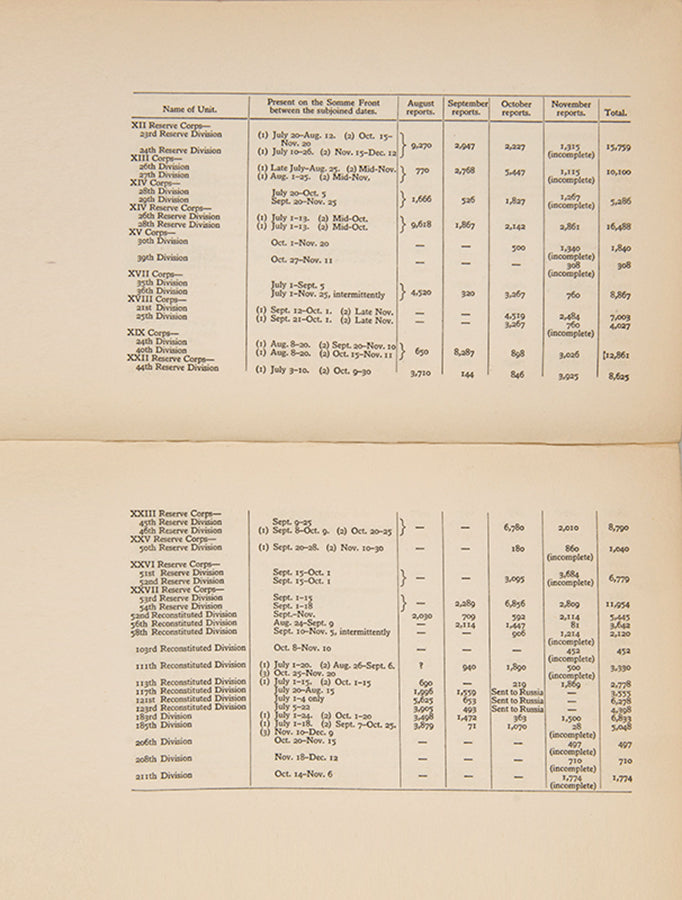 Name of Unit. Present on the Somme Front between the subjoined dates. August reports. September reports. October reports. November reports. Total.
XII Reserve Corps—
23rd Reserve Division (1) July 20–Aug. 12. (2) Oct. 15–Nov. 20 } 9,270 2,947 2,227 1,315 (incomplete) 15,759
24th Reserve Division (1) July 10–26. (2) Nov. 15–Dec. 12
XIII Corps—
26th Division (1) Late July–Aug. 25. (2) Mid-Nov. } 770 2,768 5,447 1,115 (incomplete) 10,100
27th Division (1) Aug. 1–25. (2) Mid-Nov.
XIV Corps—
28th Division July 20–Oct. 5 } 1,666 526 1,827 1,267 (incomplete) 5,286
29th Division Sept. 20–Nov. 25
XIV Reserve Corps—
26th Reserve Division (1) July 1–13. (2) Mid-Oct. } 9,618 1,867 2,142 2,861 16,488
28th Reserve Division (1) July 1–13. (2) Mid-Oct.
XV Corps—
30th Division Oct. 1–Nov. 20 — — 500 1,340 (incomplete) 1,840
39th Division Oct. 27–Nov. 11 — — — 308 (incomplete) 308
XVII Corps—
35th Division July 1–Sept. 5 } 4,520 320 3,267 760 8,867
36th Division July 1–Nov. 25, intermittently
XVIII Corps—
21st Division (1) Sept. 12–Oct. 1. (2) Late Nov. — — 4,519 2,484 7,003
25th Division (1) Sept. 21–Oct. 1. (2) Late Nov. — — 3,267 760 (incomplete) 4,027
XIX Corps—
24th Division (1) Aug. 8–20. (2) Sept. 20–Nov. 10 } 650 8,287 898 3,026 12,861
40th Division (1) Aug. 8–20. (2) Oct. 15–Nov. 11
XXII Reserve Corps—
44th Reserve Division (1) July 3–10. (2) Oct. 9–30 3,710 144 846 3,925 8,625
XXIII Reserve Corps—
45th Reserve Division Sept. 9–25 } — — 6,780 2,010 8,790
46th Reserve Division (1) Sept. 8–Oct. 9. (2) Oct. 20–25
XXV Reserve Corps—
50th Reserve Division (1) Sept. 20–28. (2) Nov. 10–30 — — 180 860 (incomplete) 1,040
XXVI Reserve Corps—
51st Reserve Division Sept. 15–Oct. 1 } — — 3,095 3,684 (incomplete) 6,779
52nd Reserve Division Sept. 15–Oct. 1
XXVII Reserve Corps—
53rd Reserve Division Sept. 1–15 } — 2,289 6,856 2,809 11,954
54th Reserve Division Sept. 1–18
52nd Reconstituted Division Sept.–Nov. 2,030 709 592 2,114 5,445
56th Reconstituted Division Aug. 24–Sept. 9 — 2,114 1,447 81 3,642
58th Reconstituted Division Sept. 10–Nov. 5, intermittently — — 906 1,214 (incomplete) 2,120
103rd Reconstituted Division Oct. 8–Nov. 10 — — — 452 (incomplete) 452
111th Reconstituted Division (1) July 1–20. (2) Aug. 26–Sept. 6. (3) Oct. 25–Nov. 20 ? 940 1,890 500 (incomplete) 3,330
113th Reconstituted Division (1) July 1–15. (2) Oct. 1–15 690 — 219 1,869 2,778
117th Reconstituted Division July 20–Aug. 15 1,996 1,559 Sent to Russia — 3,555
121st Reconstituted Division July 1–4 only 5,625 653 Sent to Russia — 6,278
123rd Reconstituted Division July 5–22 3,905 493 Sent to Russia — 4,398
183rd Division (1) July 1–24. (2) Oct. 1–20 3,498 1,472 363 1,500 6,833
185th Division (1) July 1–18. (2) Sept. 7–Oct. 25. (3) Nov. 10–Dec. 9 3,879 71 1,070 28 (incomplete) 5,048
206th Division Oct. 20–Nov. 15 — — — 497 (incomplete) 497
208th Division Nov. 18–Dec. 12 — — — 710 (incomplete) 710
211th Division Oct. 14–Nov. 6 — — — 1,774 (incomplete) 1,774